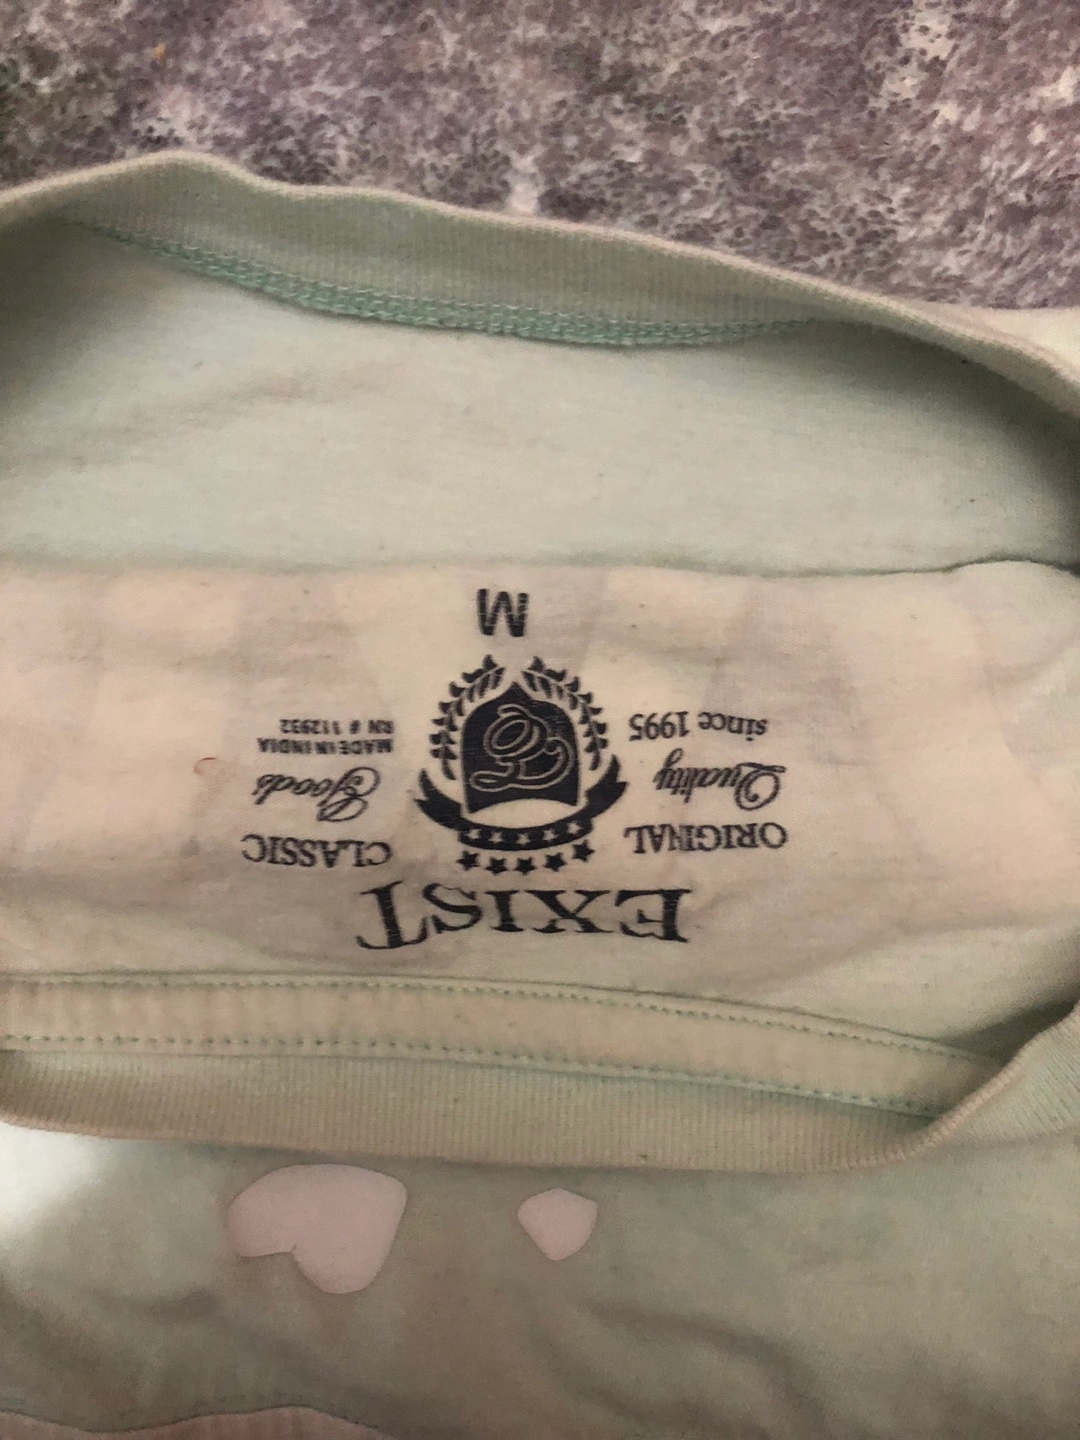 EXIST
ORIGINAL
Quality
since 1995
CLASSIC
Goods
MADE IN INDIA
RN # 112932
M